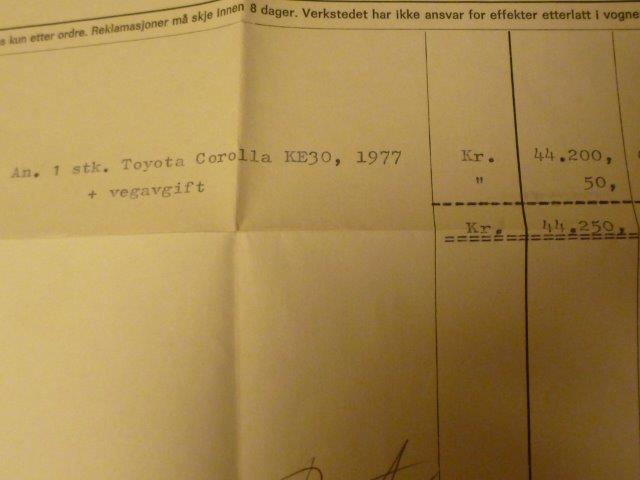 s kun etter ordre. Reklamasjoner må skje innen 8 dager. Verkstedet har ikke ansvar for effekter etterlatt i vogne
An. 1 stk. Toyota Corolla KE30, 1977 Kr. 44.200,
+ vegavgift " 50,
Kr. 44.250,